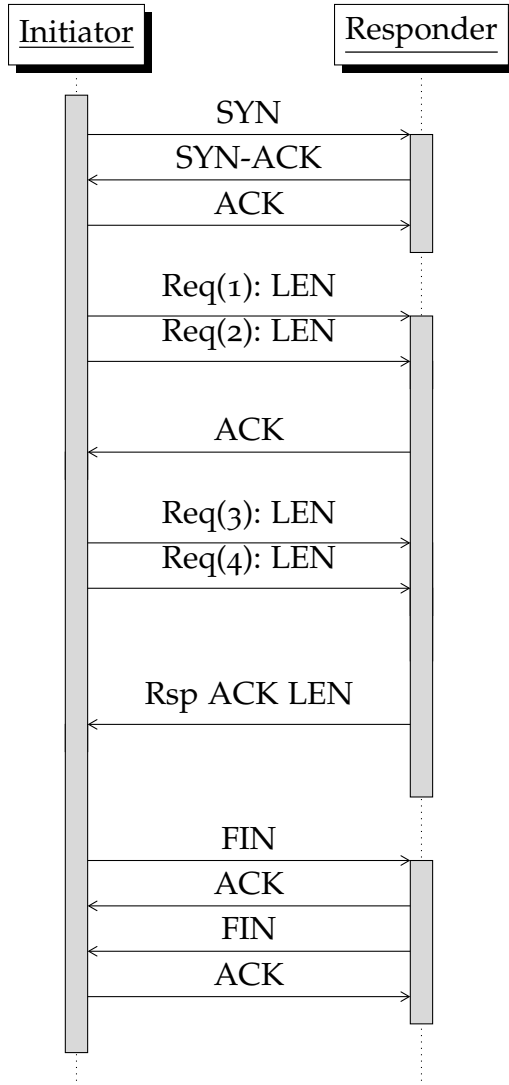 Initiator
Responder
SYN
SYN-ACK
ACK
Req(1): LEN
Req(2): LEN
ACK
Req(3): LEN
Req(4): LEN
Rsp ACK LEN
FIN
ACK
FIN
ACK